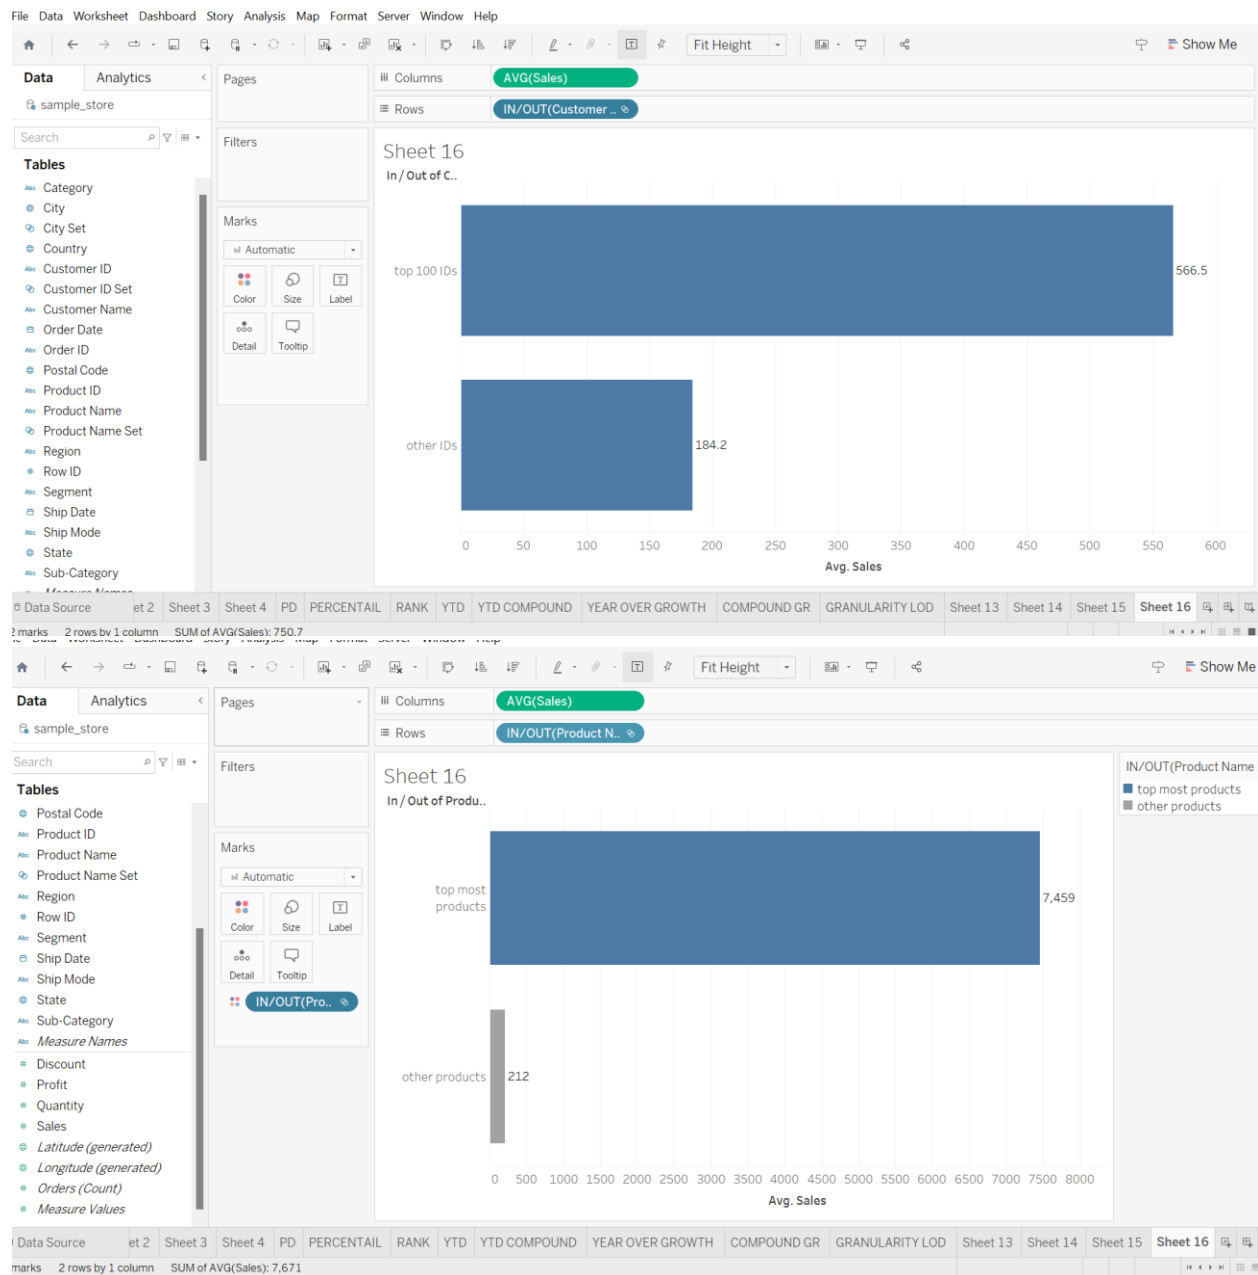 File Data Worksheet Dashboard Story Analysis Map Format Server Window Help
Fit Height
Show Me
Data Analytics
sample_store
Search
Tables
Category
City
City Set
Country
Customer ID
Customer ID Set
Customer Name
Order Date
Order ID
Postal Code
Product ID
Product Name
Product Name Set
Region
Row ID
Segment
Ship Date
Ship Mode
State
Sub-Category
Measure Names
Pages
Filters
Marks
Automatic
Color Size Label
Detail Tooltip
Columns AVG(Sales)
Rows IN/OUT(Customer ..
Sheet 16
In / Out of C..
top 100 IDs
566.5
other IDs
184.2
0 50 100 150 200 250 300 350 400 450 500 550 600
Avg. Sales
Data Source et 2 Sheet 3 Sheet 4 PD PERCENTAIL RANK YTD YTD COMPOUND YEAR OVER GROWTH COMPOUND GR GRANULARITY LOD Sheet 13 Sheet 14 Sheet 15 Sheet 16
2 marks 2 rows by 1 column SUM of AVG(Sales): 750.7
Fit Height
Show Me
Data Analytics
sample_store
Search
Tables
Postal Code
Product ID
Product Name
Product Name Set
Region
Row ID
Segment
Ship Date
Ship Mode
State
Sub-Category
Measure Names
Discount
Profit
Quantity
Sales
Latitude (generated)
Longitude (generated)
Orders (Count)
Measure Values
Pages
Filters
Marks
Automatic
Color Size Label
Detail Tooltip
IN/OUT(Pro..
Columns AVG(Sales)
Rows IN/OUT(Product N..
Sheet 16
In / Out of Produ..
top most
products
7,459
other products
212
0 500 1000 1500 2000 2500 3000 3500 4000 4500 5000 5500 6000 6500 7000 7500 8000
Avg. Sales
IN/OUT(Product Name
top most products
other products
Data Source et 2 Sheet 3 Sheet 4 PD PERCENTAIL RANK YTD YTD COMPOUND YEAR OVER GROWTH COMPOUND GR GRANULARITY LOD Sheet 13 Sheet 14 Sheet 15 Sheet 16
marks 2 rows by 1 column SUM of AVG(Sales): 7,671